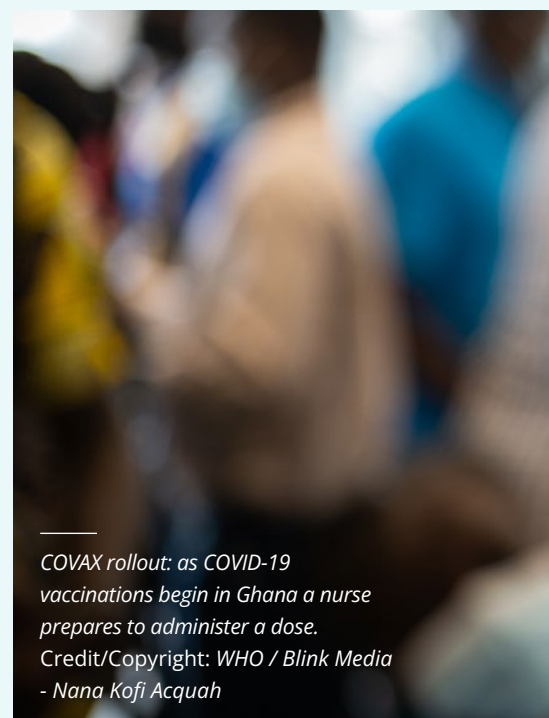 COVAX rollout: as COVID-19
vaccinations begin in Ghana a nurse
prepares to administer a dose.
Credit/Copyright: WHO / Blink Media
- Nana Kofi Acquah